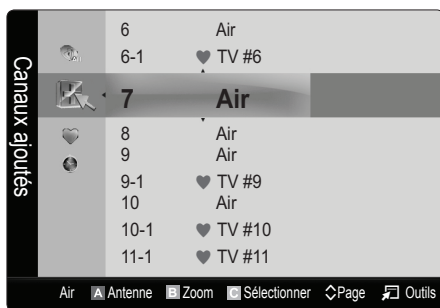 Canaux ajoutés
6 Air
6-1 ♥ TV #6
7 Air
8 Air
9 Air
9-1 ♥ TV #9
10 Air
10-1 ♥ TV #10
11-1 ♥ TV #11
Air A Antenne B Zoom C Sélectionner Page Outils